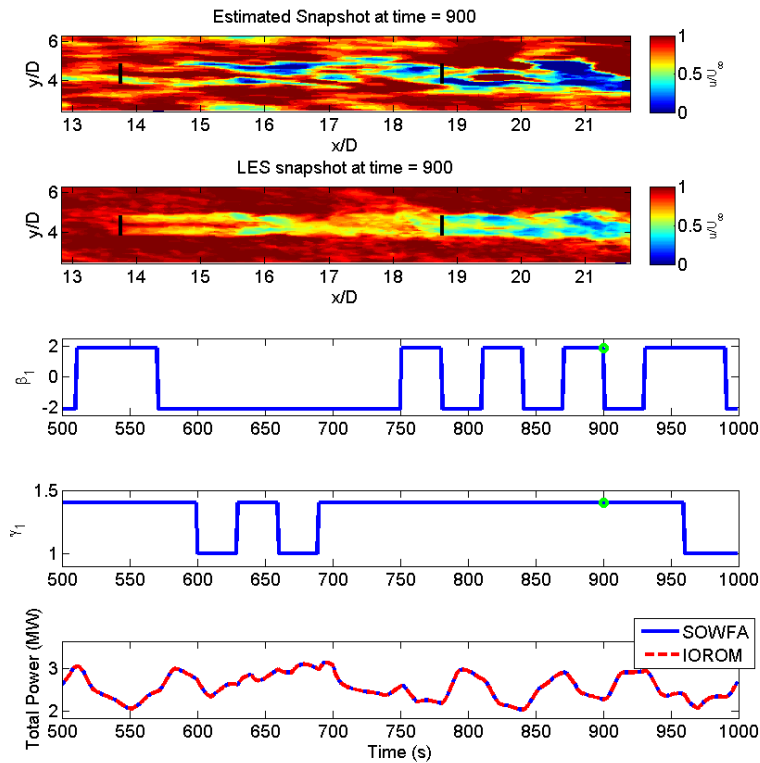 Estimated Snapshot at time = 900
y/D
6
4
13 14 15 16 17 18 19 20 21
x/D
1
0.5
0
u/U∞
LES snapshot at time = 900
y/D
6
4
13 14 15 16 17 18 19 20 21
x/D
1
0.5
0
u/U∞
β1
2
0
-2
500 550 600 650 700 750 800 850 900 950 1000
γ1
1.5
1
500 550 600 650 700 750 800 850 900 950 1000
SOWFA
IOROM
Total Power (MW)
3
2
500 550 600 650 700 750 800 850 900 950 1000
Time (s)